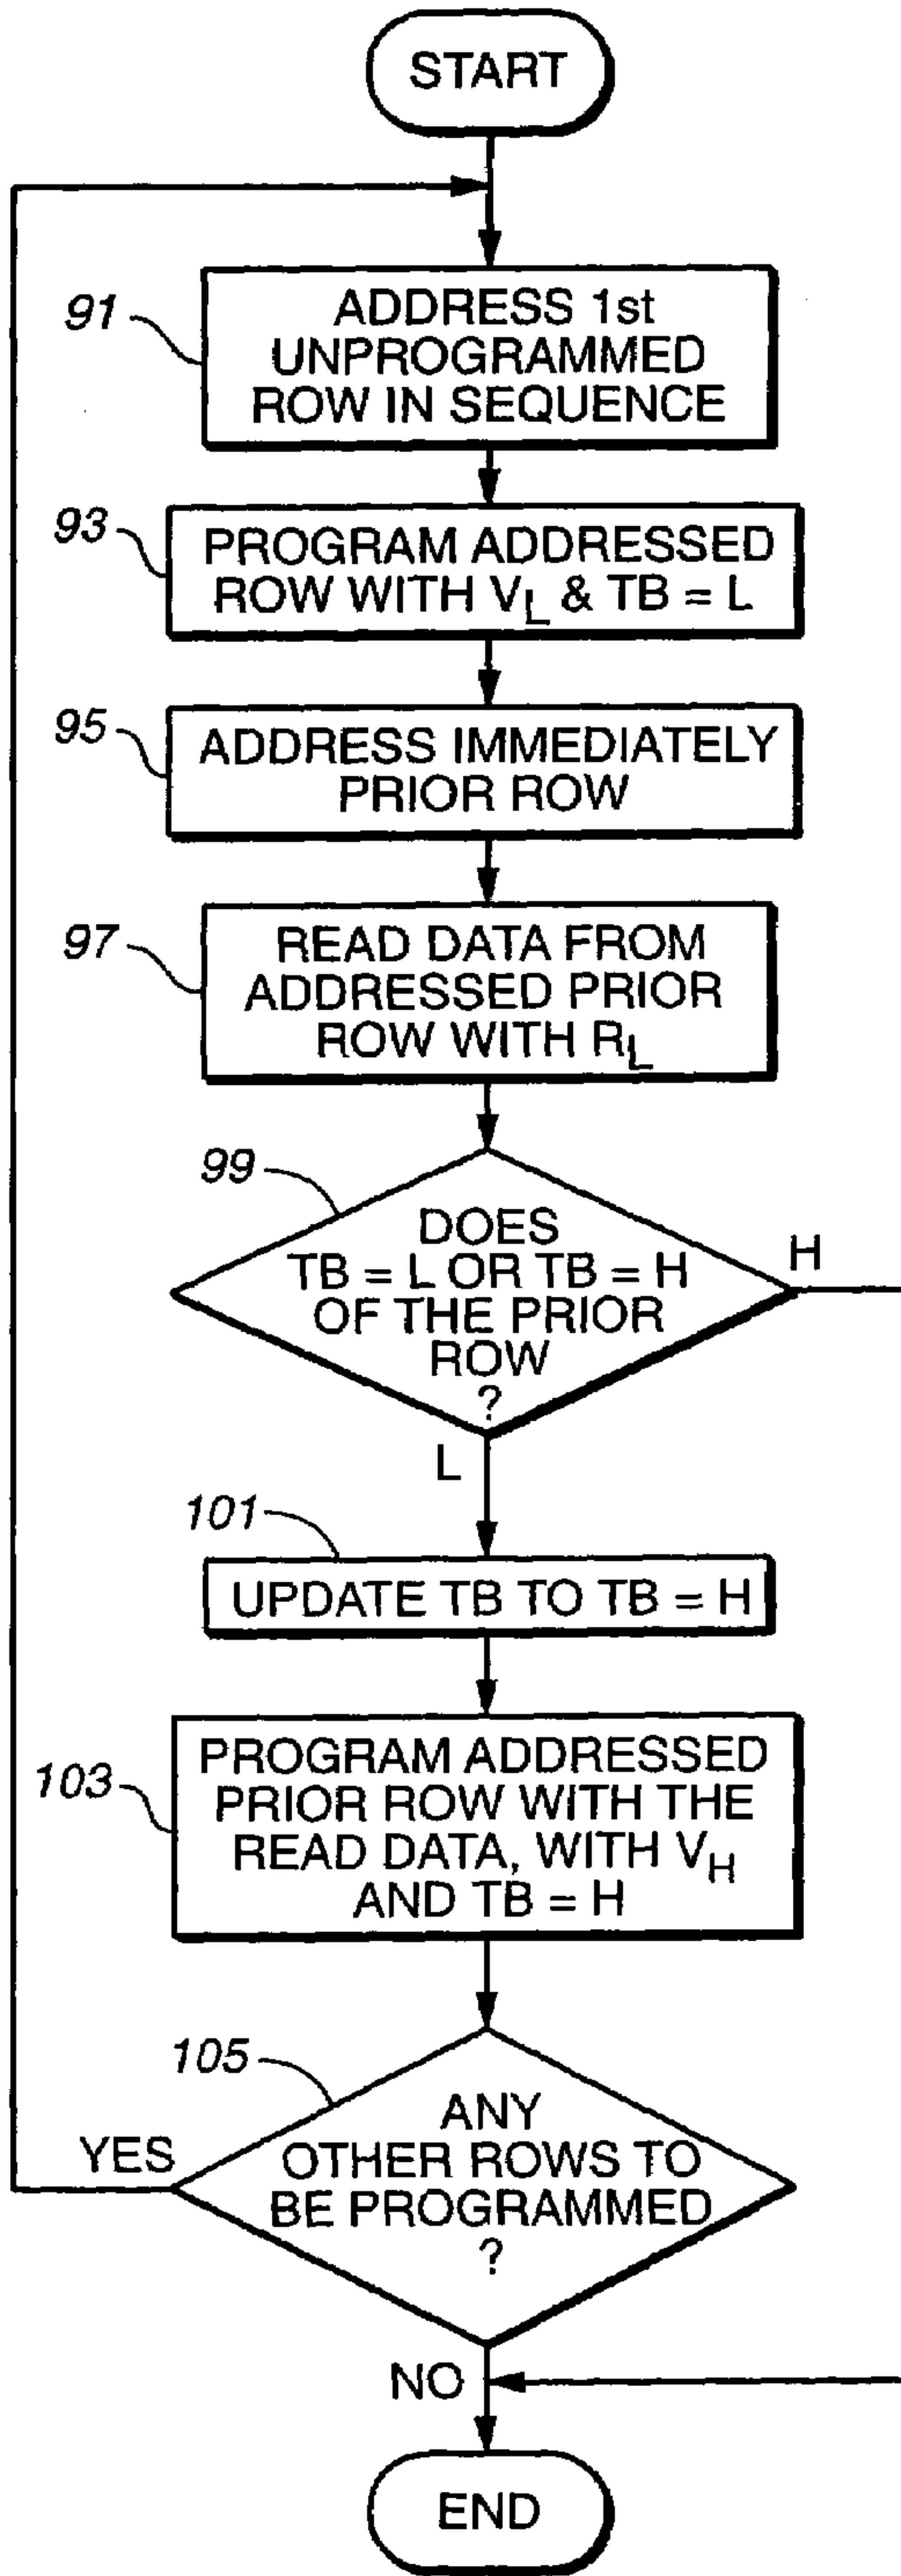 START
91
ADDRESS 1st
UNPROGRAMMED
ROW IN SEQUENCE
93
PROGRAM ADDRESSED
ROW WITH V_L & TB = L
95
ADDRESS IMMEDIATELY
PRIOR ROW
97
READ DATA FROM
ADDRESSED PRIOR
ROW WITH R_L
99
DOES
TB = L OR TB = H
OF THE PRIOR
ROW
?
H
L
101
UPDATE TB TO TB = H
103
PROGRAM ADDRESSED
PRIOR ROW WITH THE
READ DATA, WITH V_H
AND TB = H
105
ANY
OTHER ROWS TO
BE PROGRAMMED
?
YES
NO
END